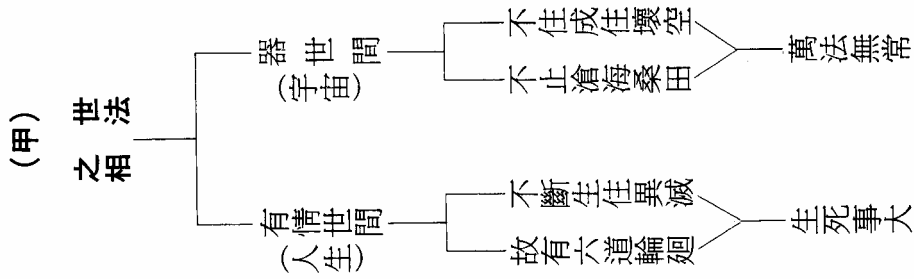 (甲)
世法
之相
器世間
(宇宙)
不住成住壞空
不止滄海桑田
萬法無常
有情世間
(人生)
不斷生住異滅
故有六道輪廻
生死事大